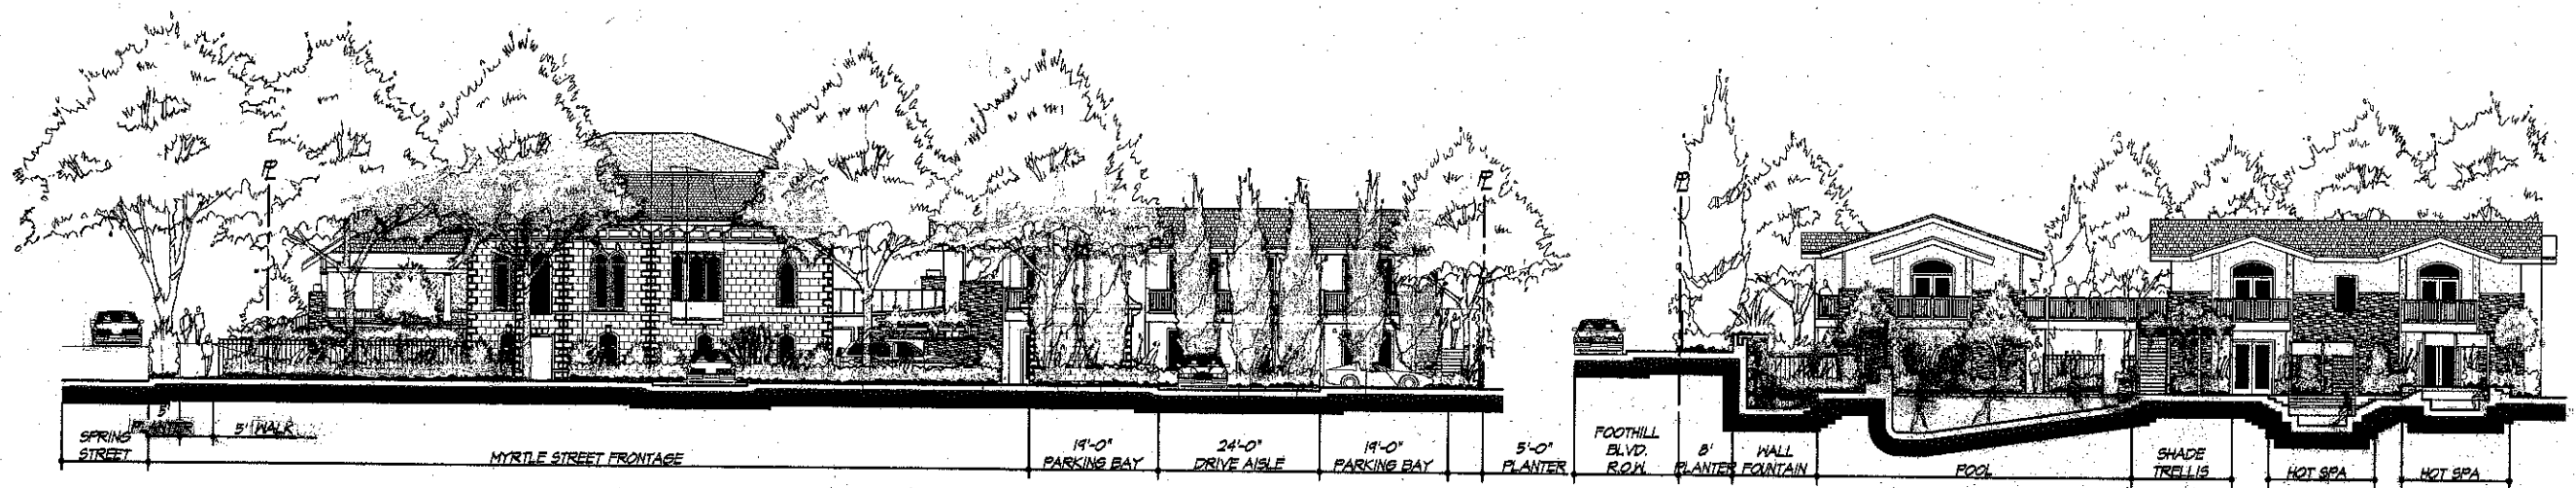 PL
PL
PL
SPRING
STREET
5'
PLANTER
5' WALK
MYRTLE STREET FRONTAGE
19'-0"
PARKING BAY
24'-0"
DRIVE AISLE
19'-0"
PARKING BAY
5'-0"
PLANTER
FOOTHILL
BLVD.
R.O.W.
8'
PLANTER
WALL
FOUNTAIN
POOL
SHADE
TRELLIS
HOT SPA
HOT SPA